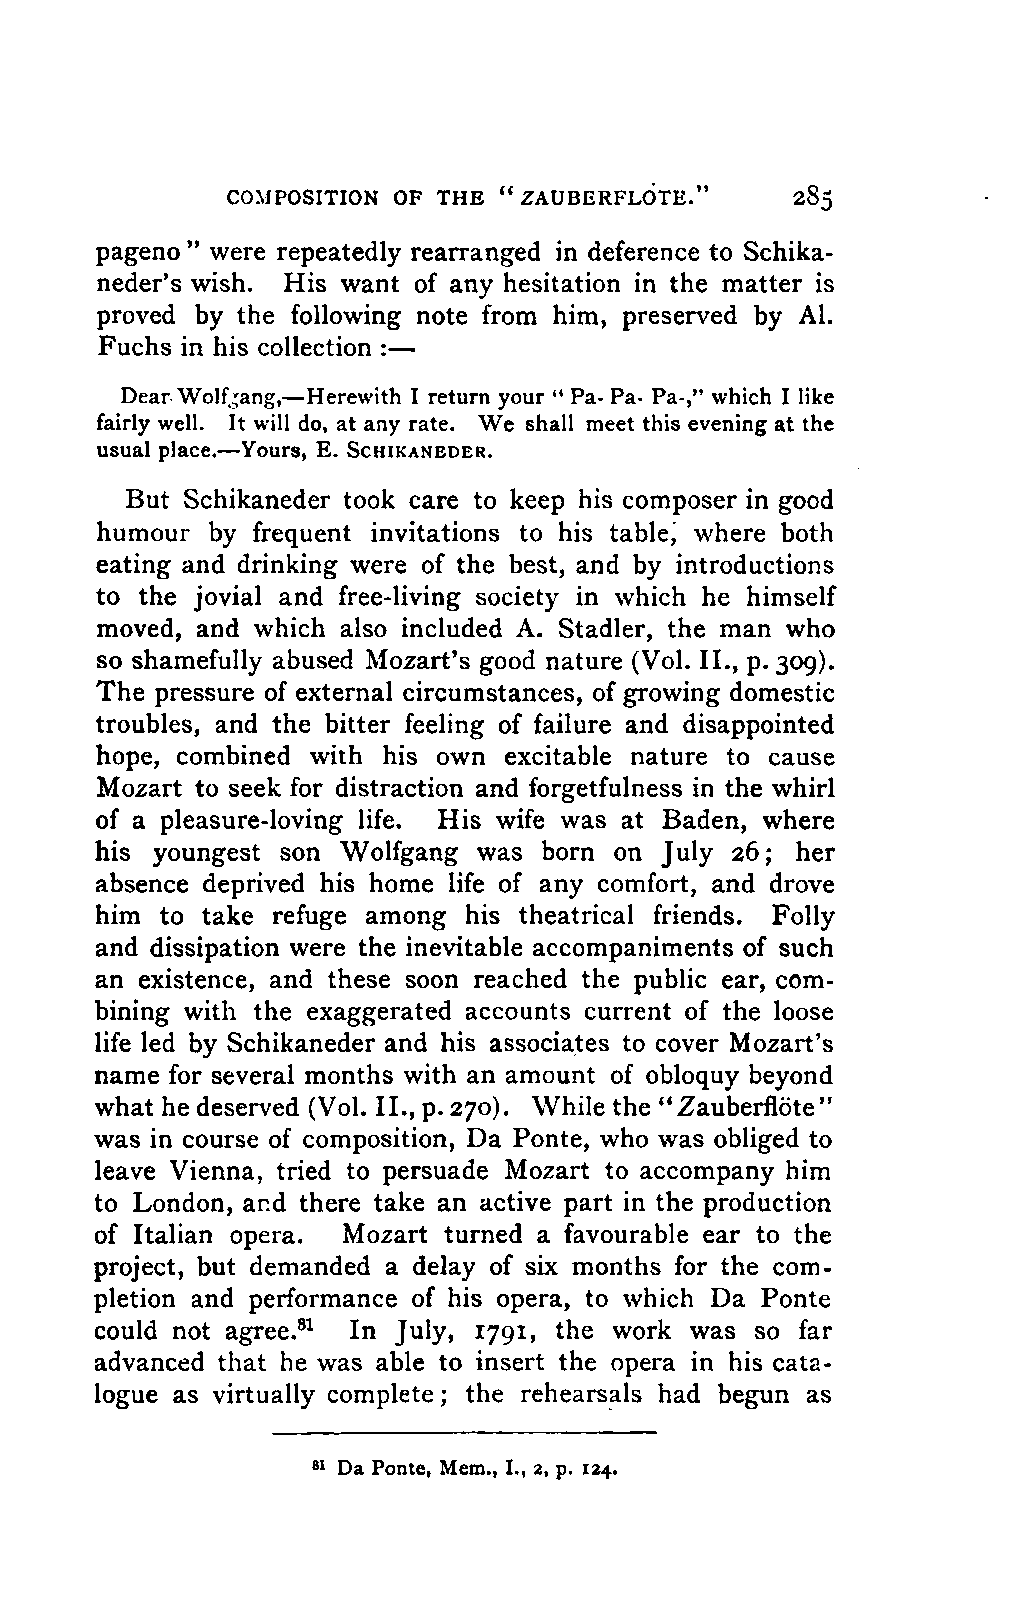 COMPOSITION OF THE "ZAUBERFLÖTE." 285
pageno" were repeatedly rearranged in deference to Schika-
neder's wish. His want of any hesitation in the matter is
proved by the following note from him, preserved by Al.
Fuchs in his collection :—
Dear Wolfgang,—Herewith I return your "Pa- Pa- Pa-," which I like
fairly well. It will do, at any rate. We shall meet this evening at the
usual place.—Yours, E. SCHIKANEDER.
But Schikaneder took care to keep his composer in good
humour by frequent invitations to his table, where both
eating and drinking were of the best, and by introductions
to the jovial and free-living society in which he himself
moved, and which also included A. Stadler, the man who
so shamefully abused Mozart's good nature (Vol. II., p. 309).
The pressure of external circumstances, of growing domestic
troubles, and the bitter feeling of failure and disappointed
hope, combined with his own excitable nature to cause
Mozart to seek for distraction and forgetfulness in the whirl
of a pleasure-loving life. His wife was at Baden, where
his youngest son Wolfgang was born on July 26; her
absence deprived his home life of any comfort, and drove
him to take refuge among his theatrical friends. Folly
and dissipation were the inevitable accompaniments of such
an existence, and these soon reached the public ear, com-
bining with the exaggerated accounts current of the loose
life led by Schikaneder and his associates to cover Mozart's
name for several months with an amount of obloquy beyond
what he deserved (Vol. II., p. 270). While the "Zauberflöte"
was in course of composition, Da Ponte, who was obliged to
leave Vienna, tried to persuade Mozart to accompany him
to London, and there take an active part in the production
of Italian opera. Mozart turned a favourable ear to the
project, but demanded a delay of six months for the com-
pletion and performance of his opera, to which Da Ponte
could not agree.⁸¹ In July, 1791, the work was so far
advanced that he was able to insert the opera in his cata-
logue as virtually complete; the rehearsals had begun as
⁸¹ Da Ponte, Mem., I., 2, p. 124.